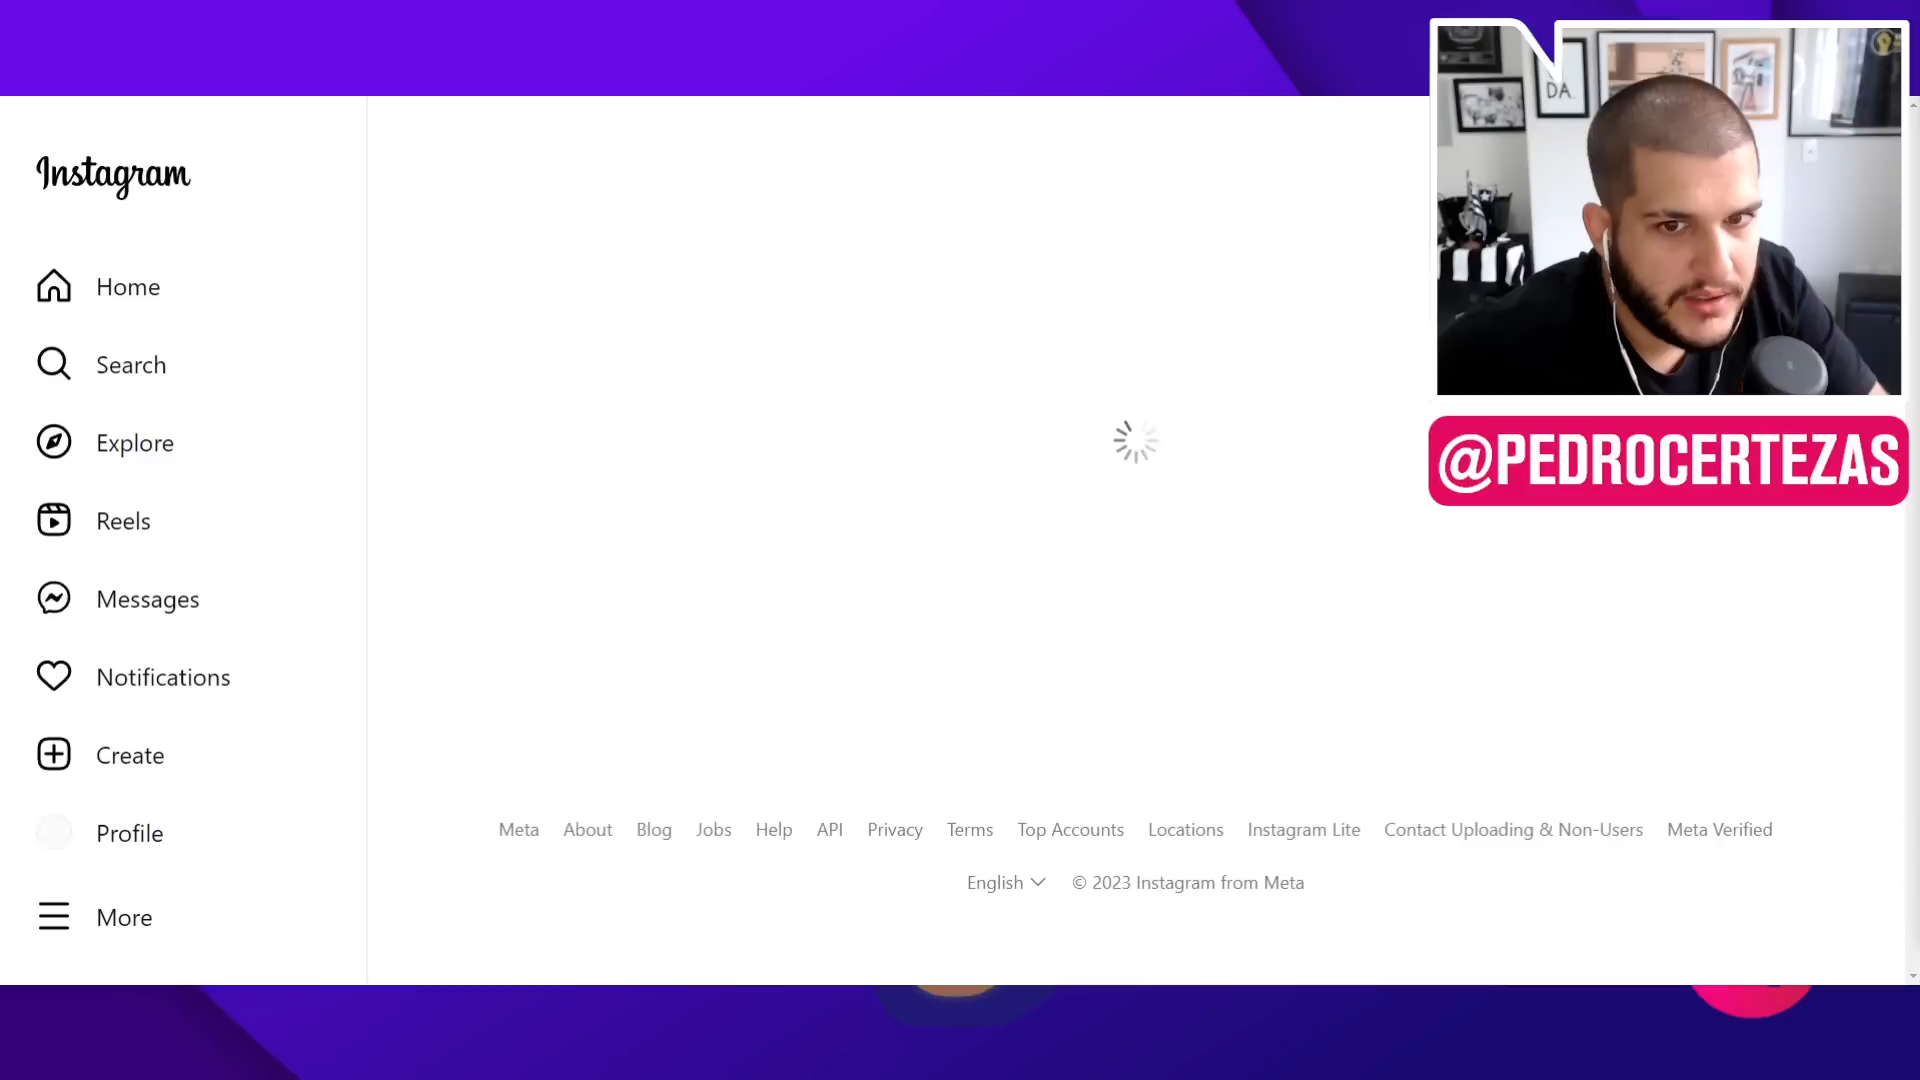 Instagram
Home
Search
Explore
Reels
Messages
Notifications
Create
Profile
More
DA.
@PEDROCERTEZAS
Meta About Blog Jobs Help API Privacy Terms Top Accounts Locations Instagram Lite Contact Uploading & Non-Users Meta Verified
English © 2023 Instagram from Meta